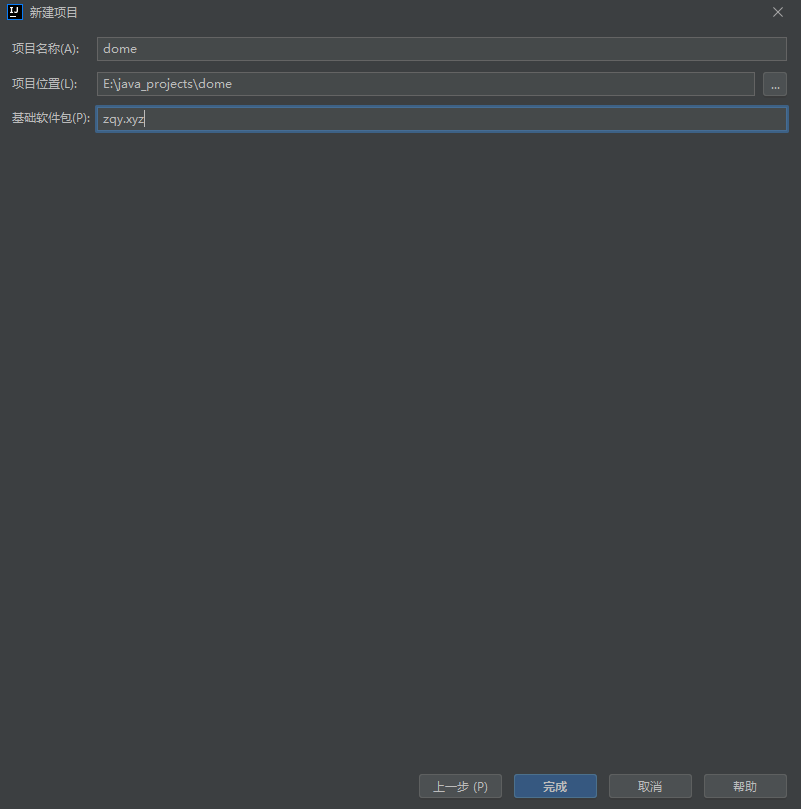 IJ 新建项目
项目名称(A): dome
项目位置(L): E:\java_projects\dome ...
基础软件包(P): zqy.xyz
上一步 (P) 完成 取消 帮助